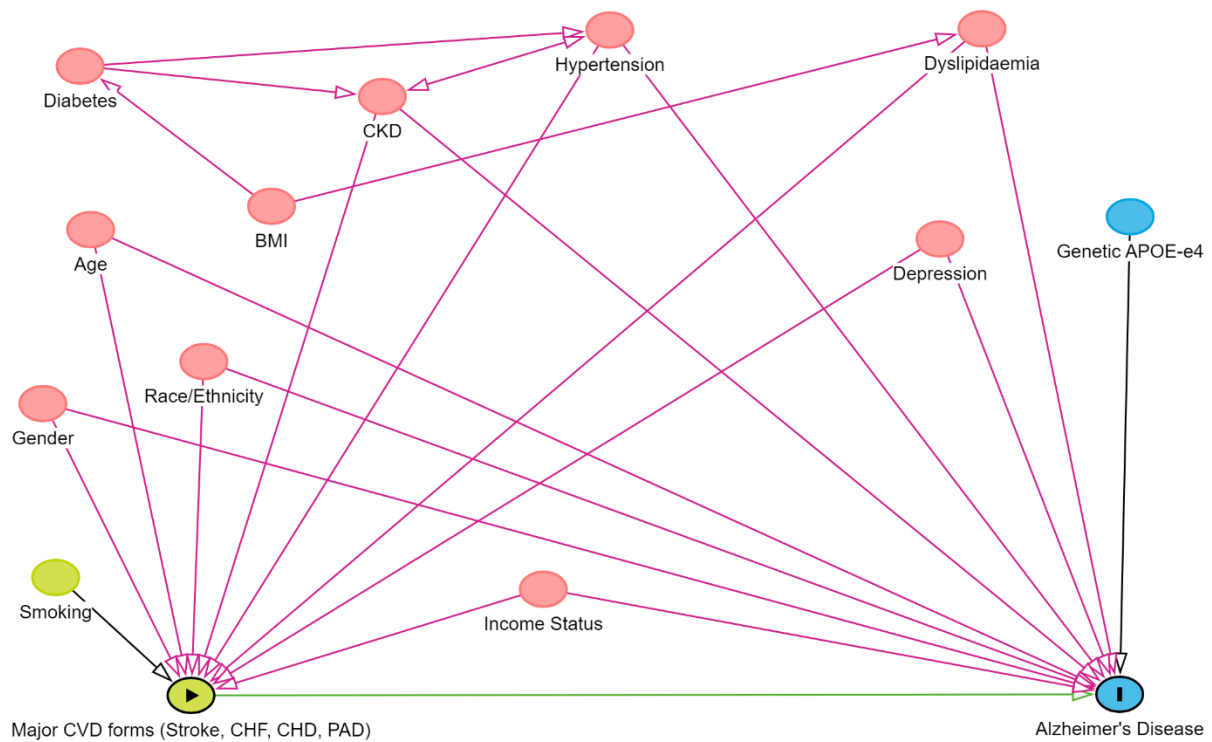 Hypertension
Dyslipidaemia
Diabetes
CKD
BMI
Age
Genetic APOE-e4
Depression
Race/Ethnicity
Gender
Smoking
Income Status
Major CVD forms (Stroke, CHF, CHD, PAD)
Alzheimer's Disease